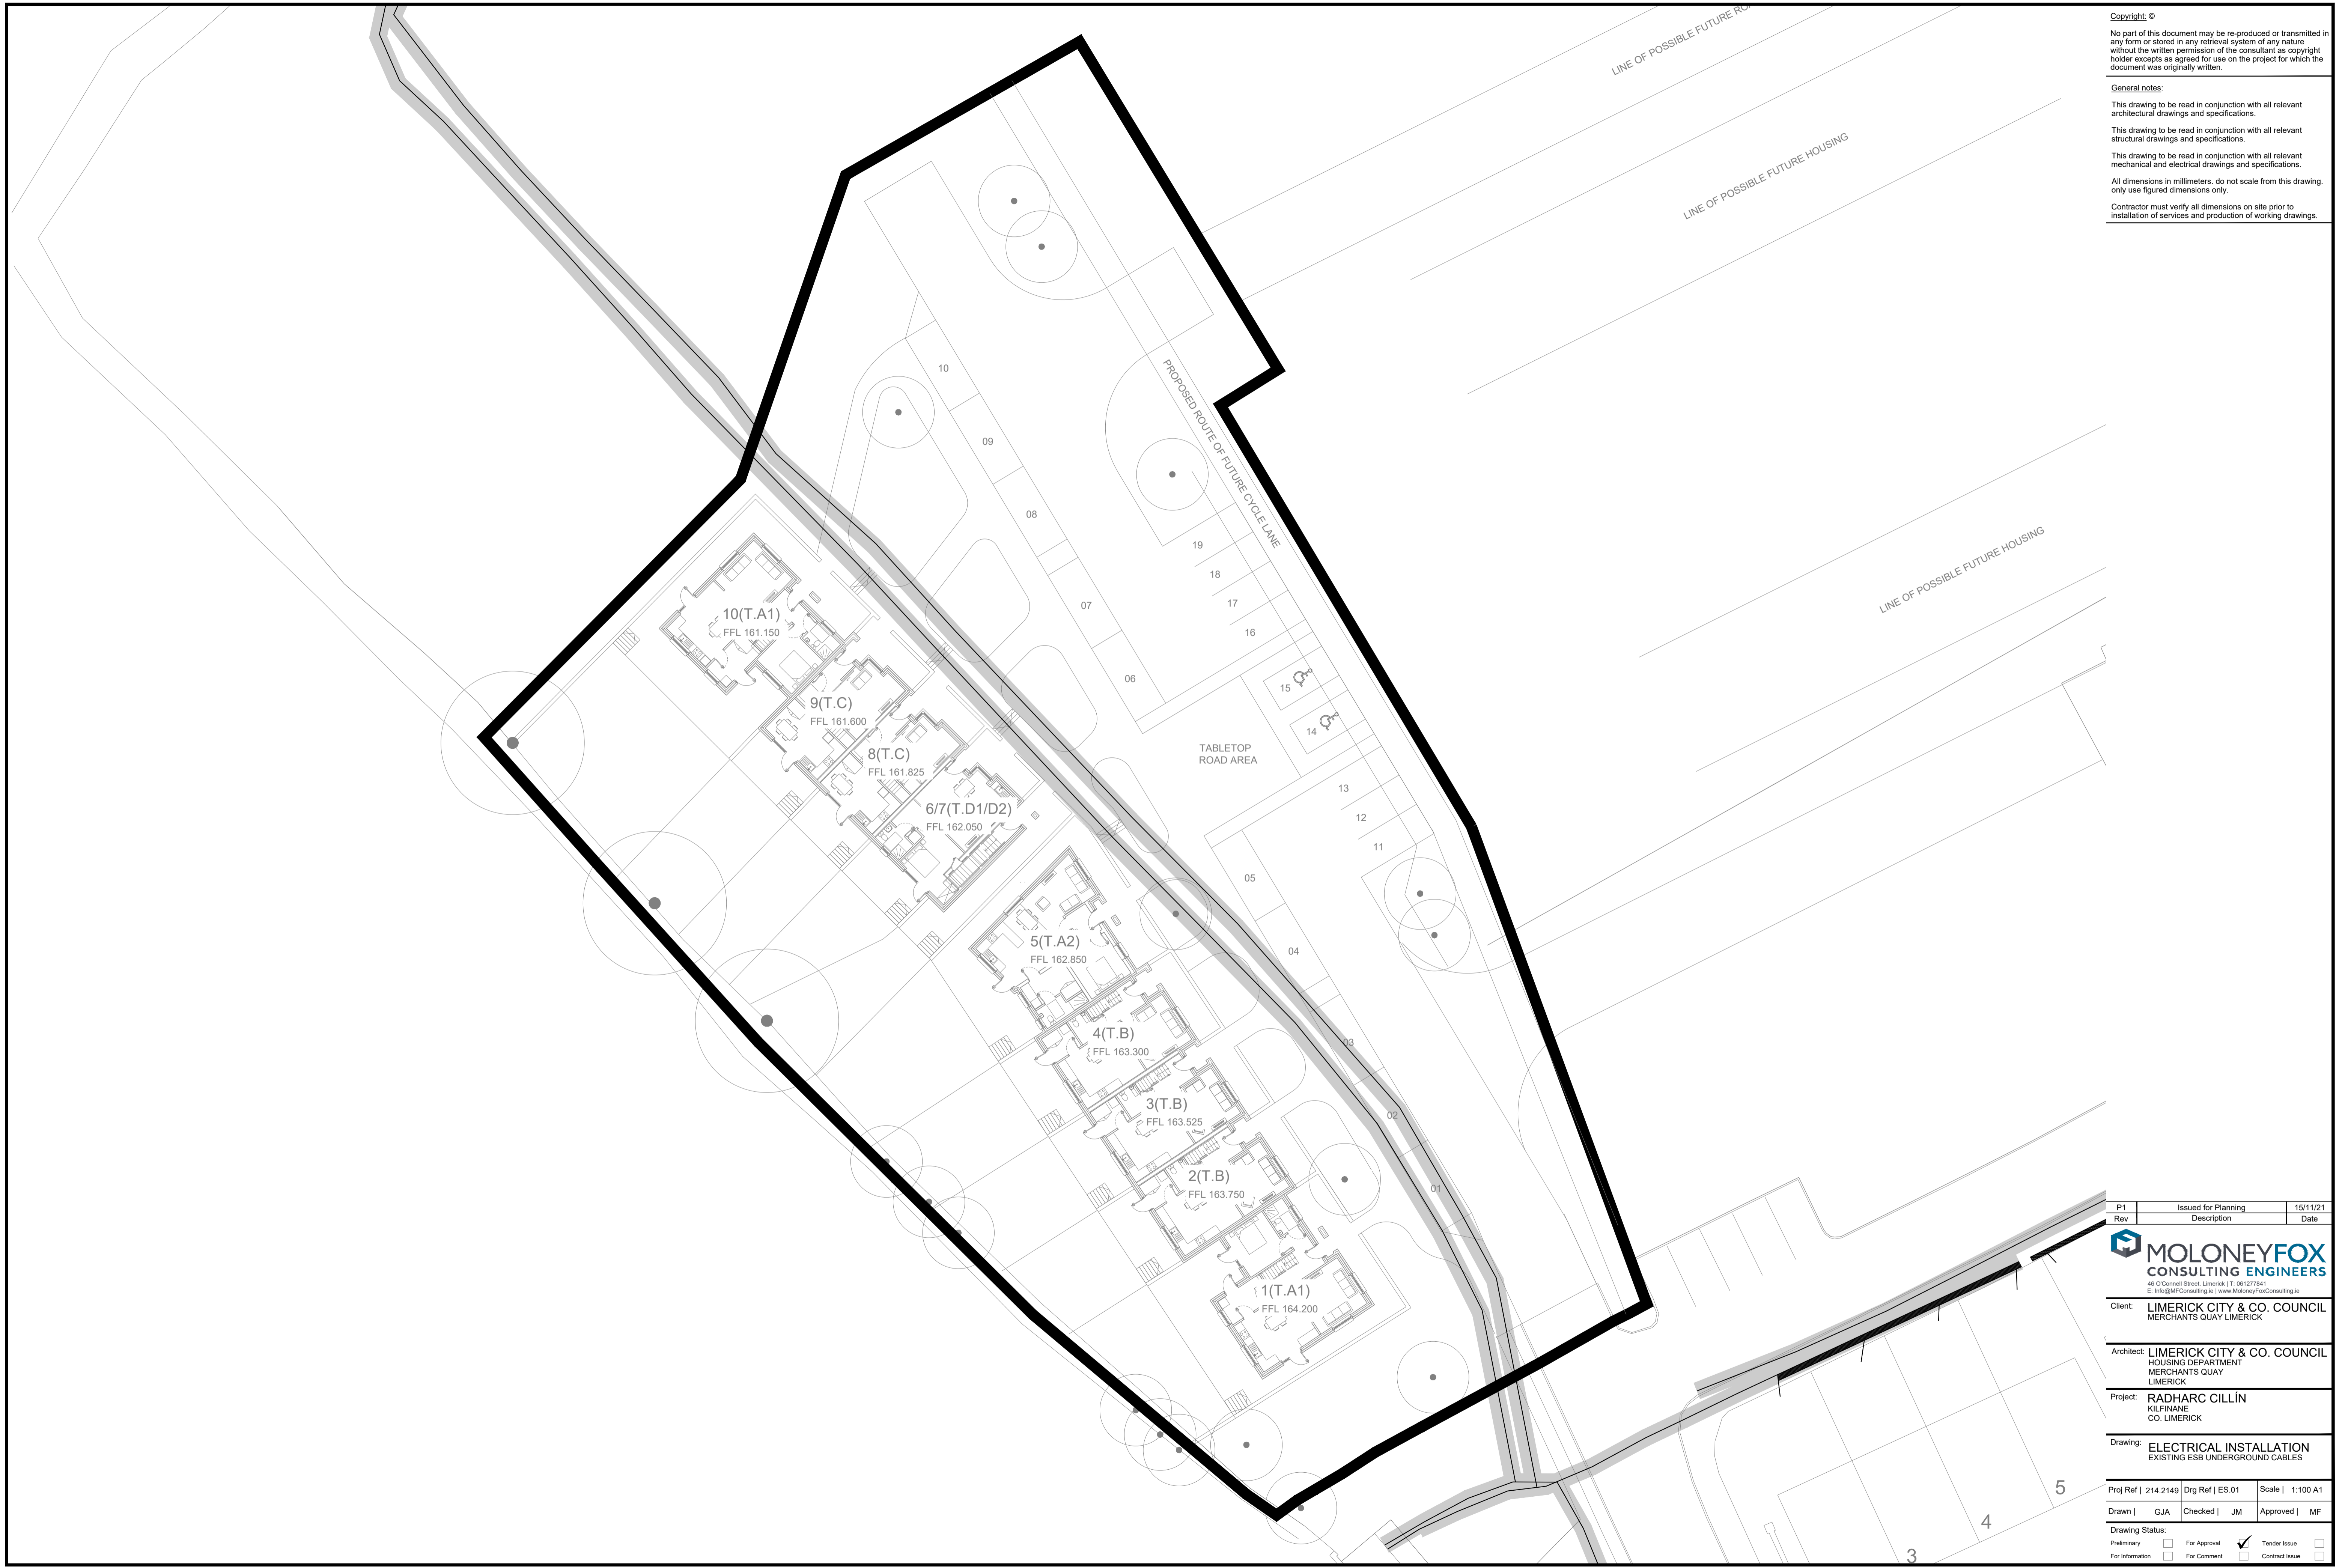 LINE OF POSSIBLE FUTURE
LINE OF POSSIBLE FUTURE HOUSING
LINE OF POSSIBLE FUTURE HOUSING
PROPOSED ROUTE OF FUTURE CYCLE LANE
10
09
08
07
06
19
18
17
16
15
14
TABLETOP
ROAD AREA
13
12
11
05
04
03
02
01
10(T.A1)
FFL 161.150
9(T.C)
FFL 161.600
8(T.C)
FFL 161.825
6/7(T.D1/D2)
FFL 162.050
5(T.A2)
FFL 162.850
4(T.B)
FFL 163.300
3(T.B)
FFL 163.525
2(T.B)
FFL 163.750
1(T.A1)
FFL 164.200
5
4
3
Copyright: ©
No part of this document may be re-produced or transmitted in
any form or stored in any retrieval system of any nature
without the written permission of the consultant as copyright
holder excepts as agreed for use on the project for which the
document was originally written.
General notes:
This drawing to be read in conjunction with all relevant
architectural drawings and specifications.
This drawing to be read in conjunction with all relevant
structural drawings and specifications.
This drawing to be read in conjunction with all relevant
mechanical and electrical drawings and specifications.
All dimensions in millimeters. do not scale from this drawing.
only use figured dimensions only.
Contractor must verify all dimensions on site prior to
installation of services and production of working drawings.
P1 Issued for Planning 15/11/21
Rev Description Date
MOLONEYFOX
CONSULTING ENGINEERS
46 O'Connell Street. Limerick | T: 061277841
E: Info@MFConsulting.ie | www.MoloneyFoxConsulting.ie
Client: LIMERICK CITY & CO. COUNCIL
MERCHANTS QUAY LIMERICK
Architect: LIMERICK CITY & CO. COUNCIL
HOUSING DEPARTMENT
MERCHANTS QUAY
LIMERICK
Project: RADHARC CILLÍN
KILFINANE
CO. LIMERICK
Drawing: ELECTRICAL INSTALLATION
EXISTING ESB UNDERGROUND CABLES
Proj Ref | 214.2149 Drg Ref | ES.01 Scale | 1:100 A1
Drawn | GJA Checked | JM Approved | MF
Drawing Status:
Preliminary For Approval Tender Issue
For Information For Comment Contract Issue